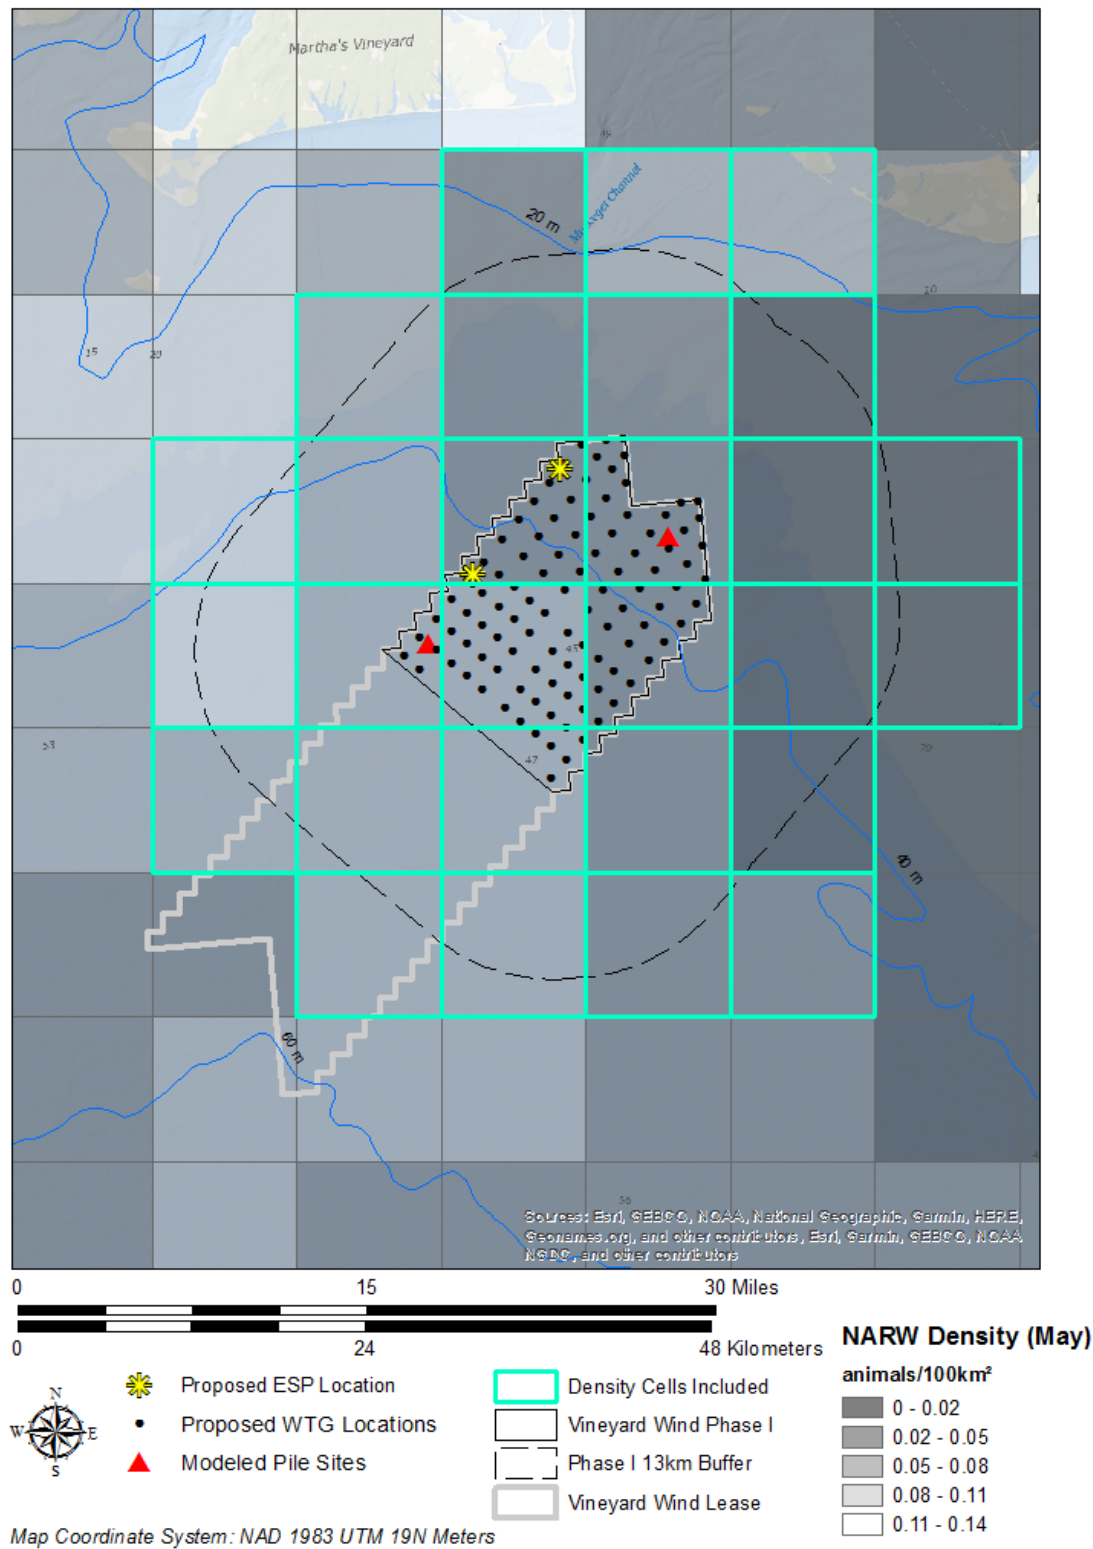 Martha's Vineyard
Muskeget Channel
20 m
10
15
20
43
53
47
40 m
60 m
Sources: Esri, GEBCO, NOAA, National Geographic, Garmin, HERE,
Geonames.org, and other contributors, Esri, Garmin, GEBCO, NOAA
NGDC, and other contributors
0 15 30 Miles
0 24 48 Kilometers
NARW Density (May)
animals/100km²
0 - 0.02
0.02 - 0.05
0.05 - 0.08
0.08 - 0.11
0.11 - 0.14
N
W E
S
Proposed ESP Location
Proposed WTG Locations
Modeled Pile Sites
Density Cells Included
Vineyard Wind Phase I
Phase I 13km Buffer
Vineyard Wind Lease
Map Coordinate System: NAD 1983 UTM 19N Meters